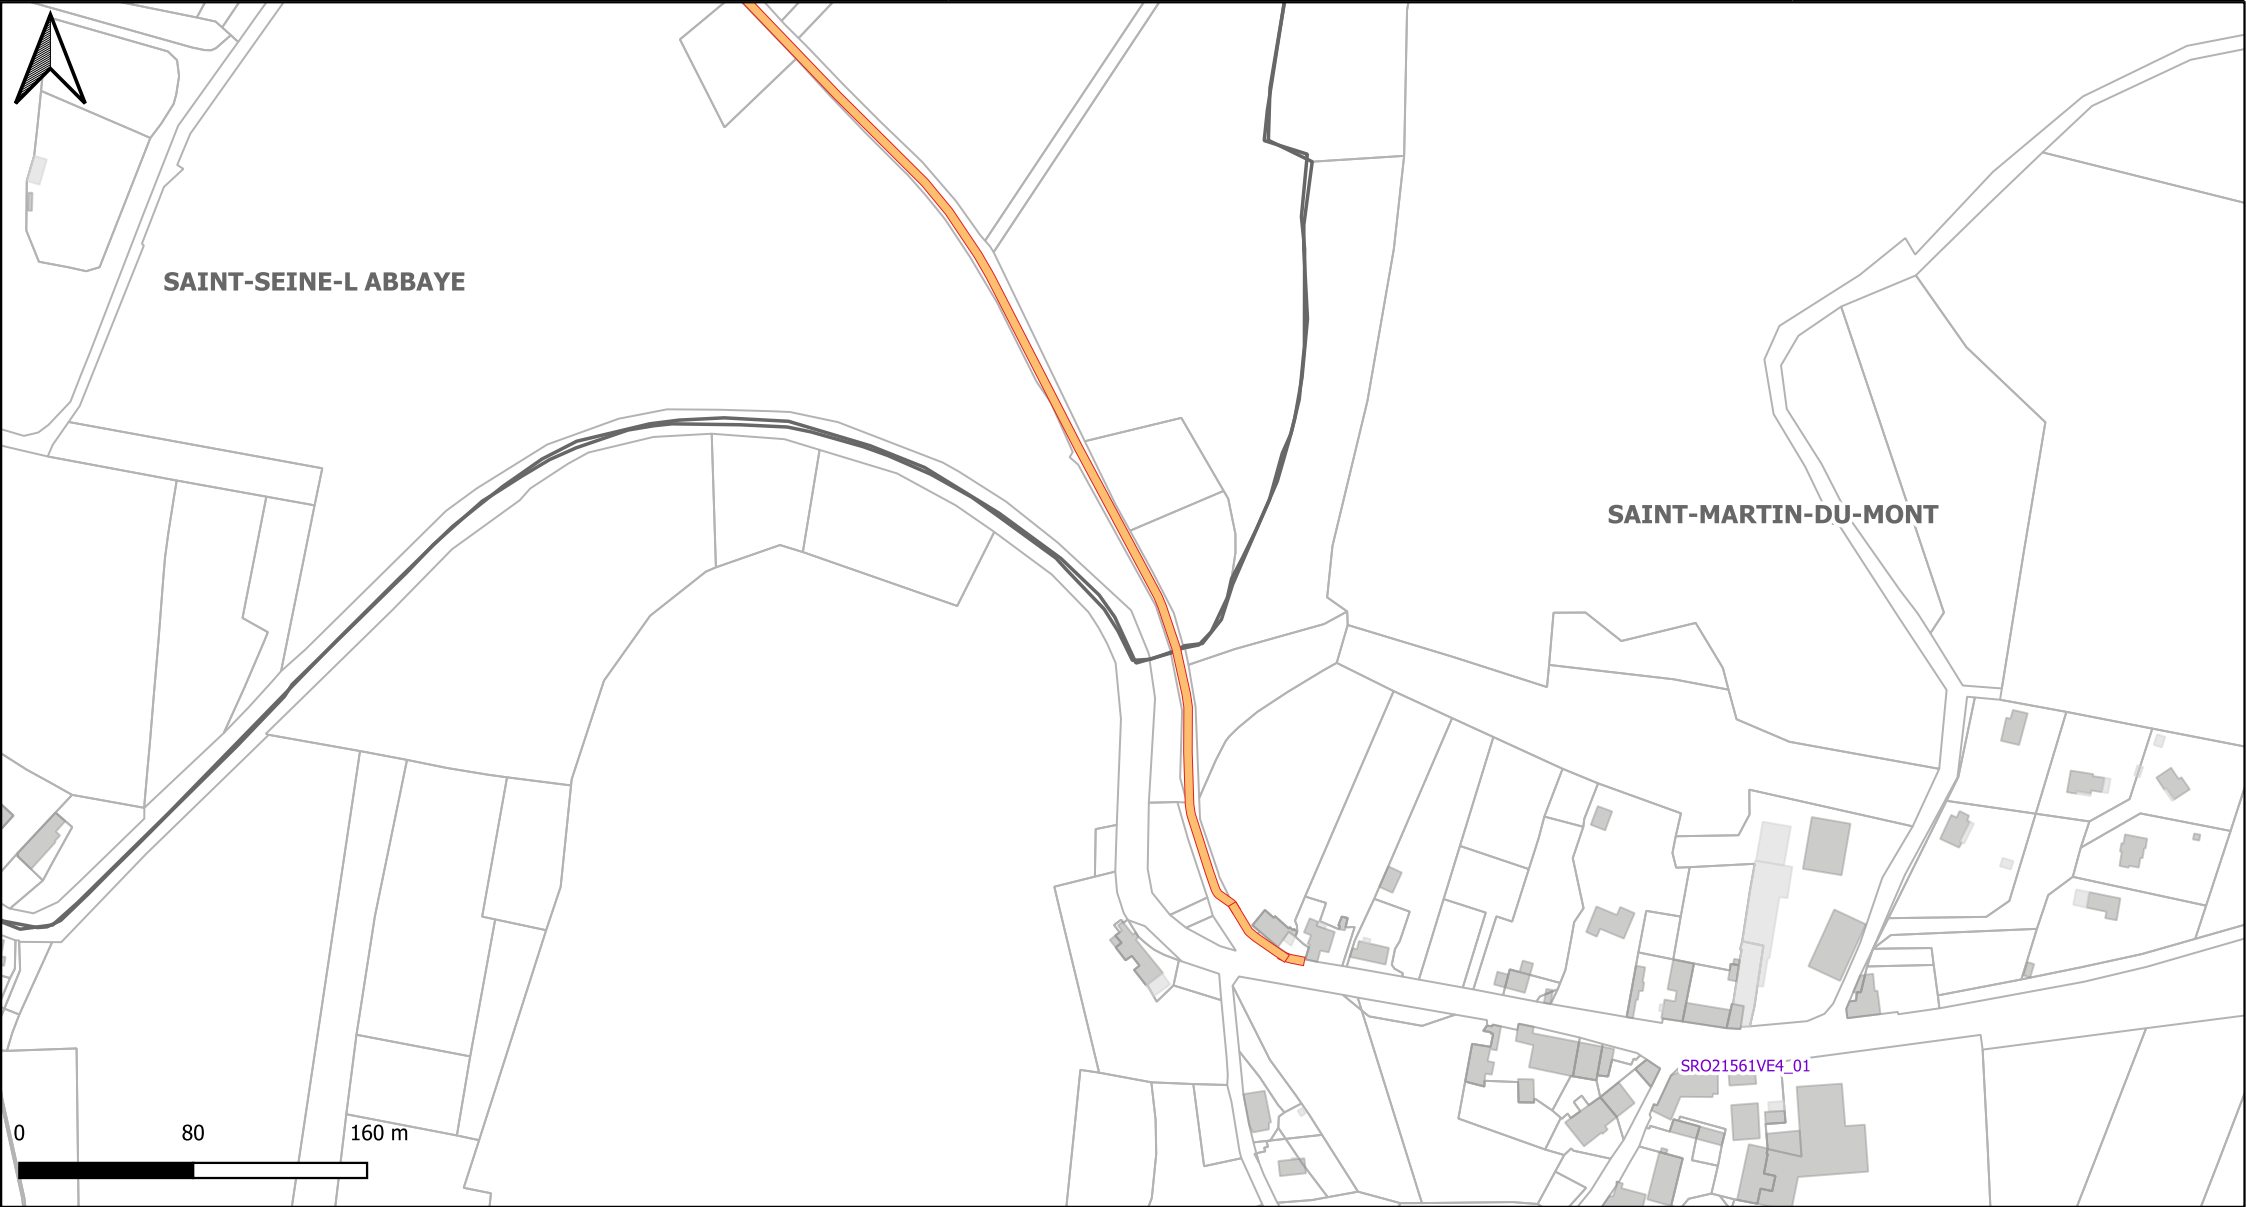 SAINT-SEINE-L ABBAYE
SAINT-MARTIN-DU-MONT
SRO21561VE4_01
0 80 160 m